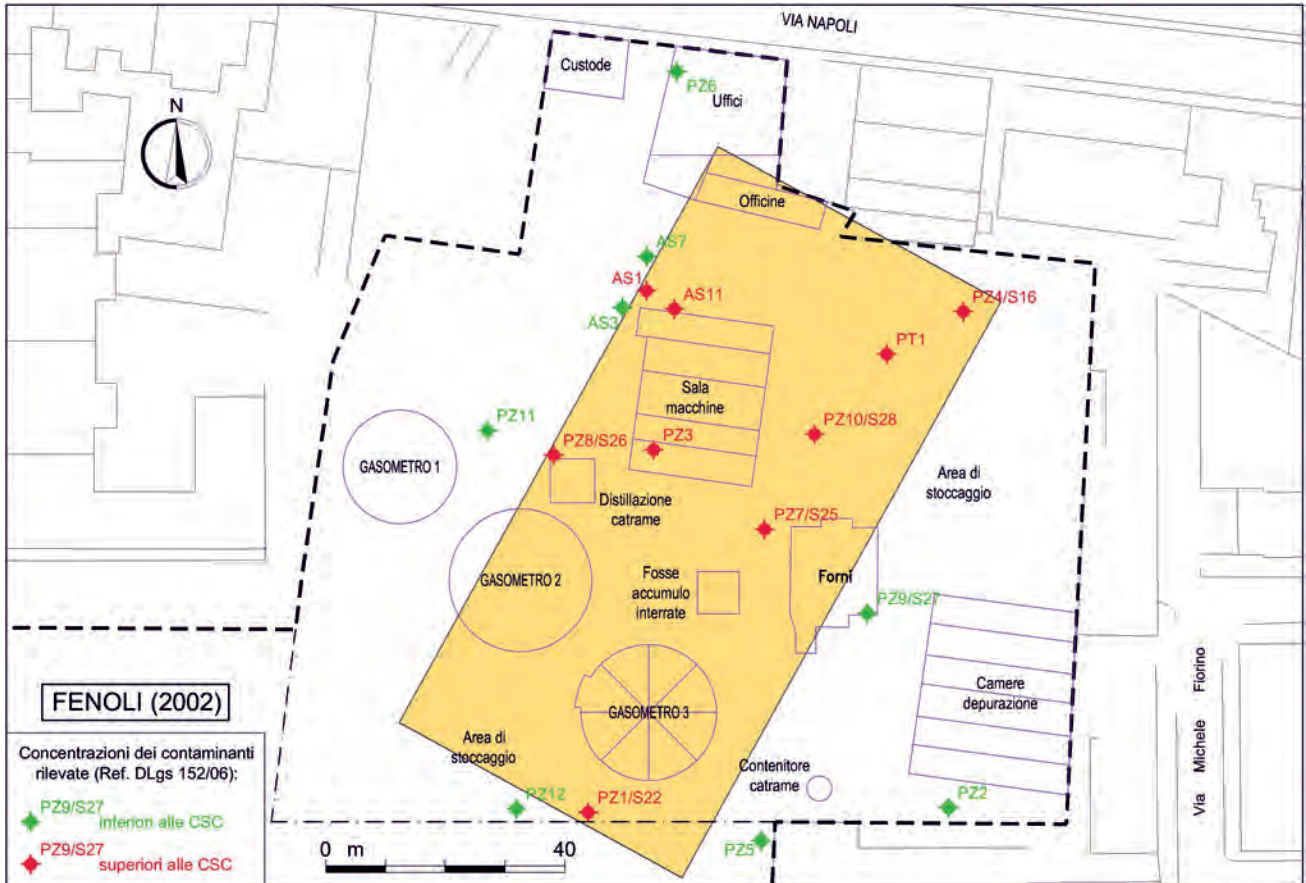 VIA NAPOLI
Custode
PZ6
Uffici
N
Officine
AS7
AS1
AS11
AS3
PZ4/S16
PT1
Sala
macchine
PZ11
PZ8/S26
PZ3
PZ10/S28
GASOMETRO 1
Area di
stoccaggio
Distillazione
catrame
PZ7/S25
GASOMETRO 2
Fosse
accumulo
interrate
Forni
PZ9/S27
Camere
depurazione
Via Michele Fiorino
FENOLI (2002)
GASOMETRO 3
Area di
stoccaggio
Contenitore
catrame
PZ12
PZ1/S22
PZ2
PZ5
Concentrazioni dei contaminanti
rilevate (Ref. DLgs 152/06):
PZ9/S27
inferiori alle CSC
PZ9/S27
superiori alle CSC
0 m 40